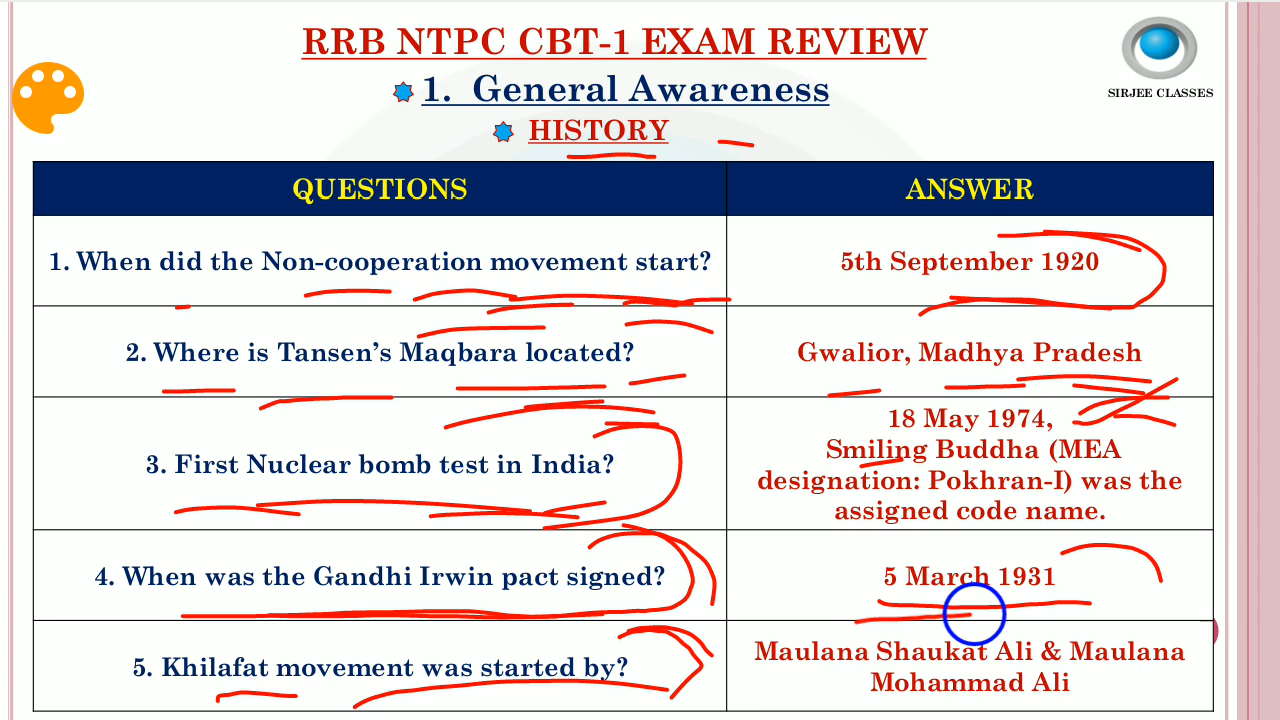 RRB NTPC CBT-1 EXAM REVIEW
1. General Awareness
HISTORY
SIRJEE CLASSES
QUESTIONS
ANSWER
1. When did the Non-cooperation movement start?
5th September 1920
2. Where is Tansen's Maqbara located?
Gwalior, Madhya Pradesh
3. First Nuclear bomb test in India?
18 May 1974,
Smiling Buddha (MEA
designation: Pokhran-I) was the
assigned code name.
4. When was the Gandhi Irwin pact signed?
5 March 1931
5. Khilafat movement was started by?
Maulana Shaukat Ali & Maulana
Mohammad Ali